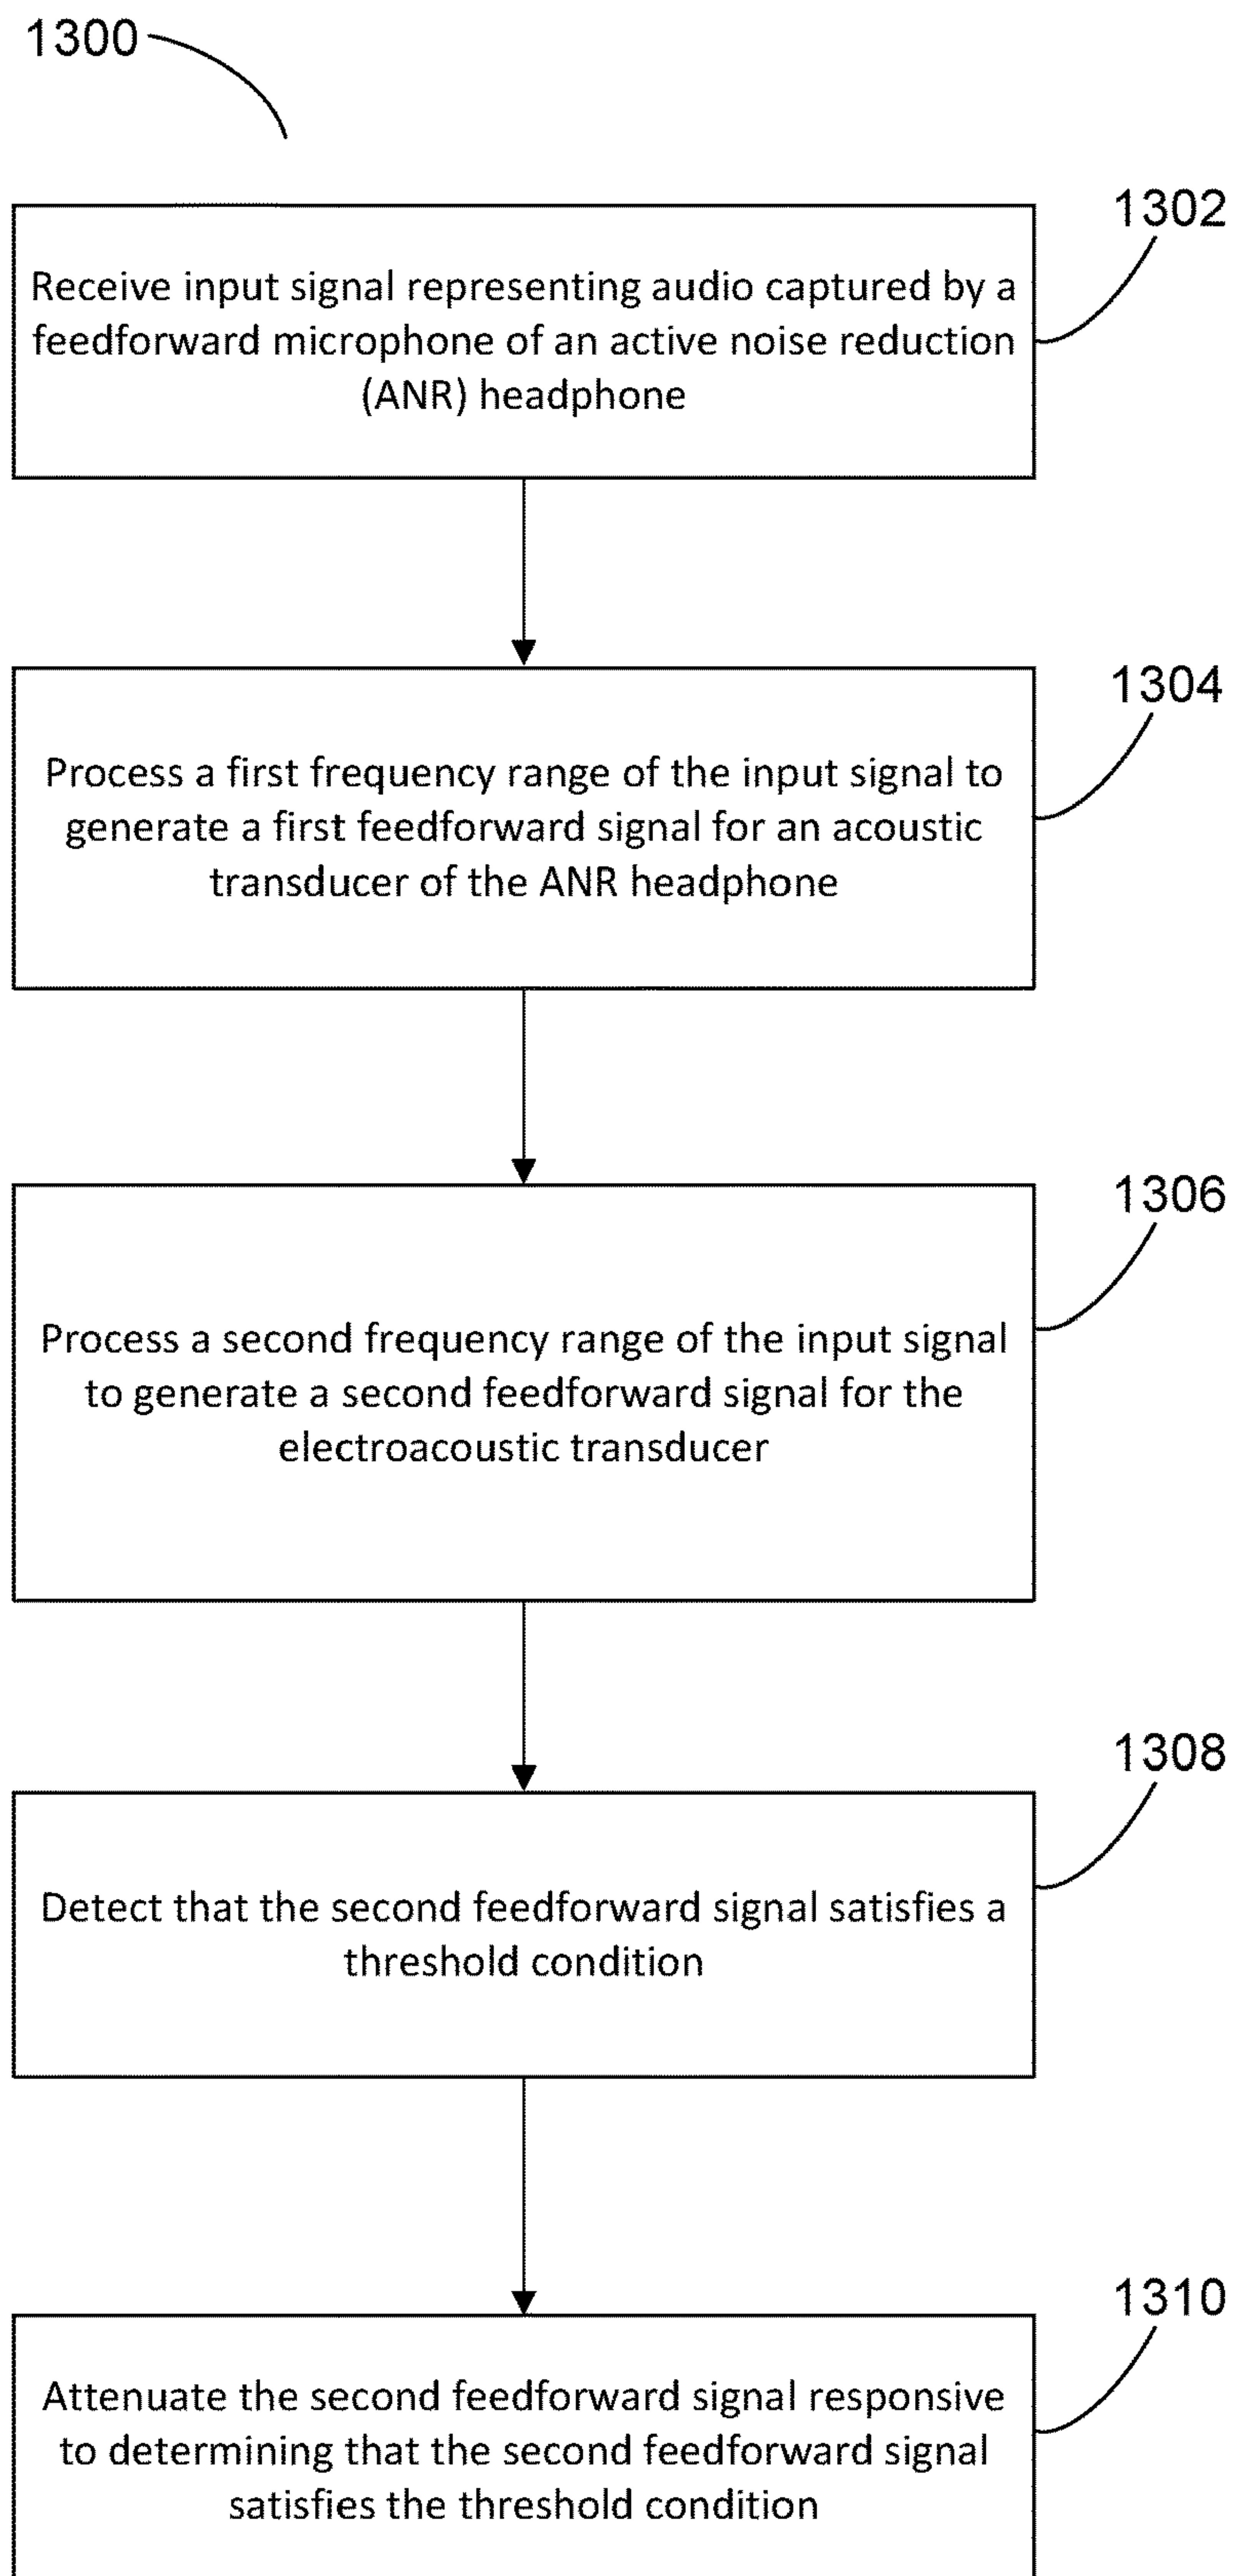 1300
1302
Receive input signal representing audio captured by a
feedforward microphone of an active noise reduction
(ANR) headphone
1304
Process a first frequency range of the input signal to
generate a first feedforward signal for an acoustic
transducer of the ANR headphone
1306
Process a second frequency range of the input signal
to generate a second feedforward signal for the
electroacoustic transducer
1308
Detect that the second feedforward signal satisfies a
threshold condition
1310
Attenuate the second feedforward signal responsive
to determining that the second feedforward signal
satisfies the threshold condition